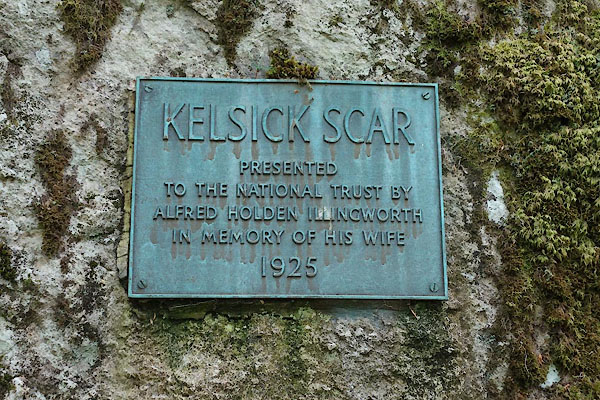 KELSICK SCAR
PRESENTED
TO THE NATIONAL TRUST BY
ALFRED HOLDEN ILLINGWORTH
IN MEMORY OF HIS WIFE
1925